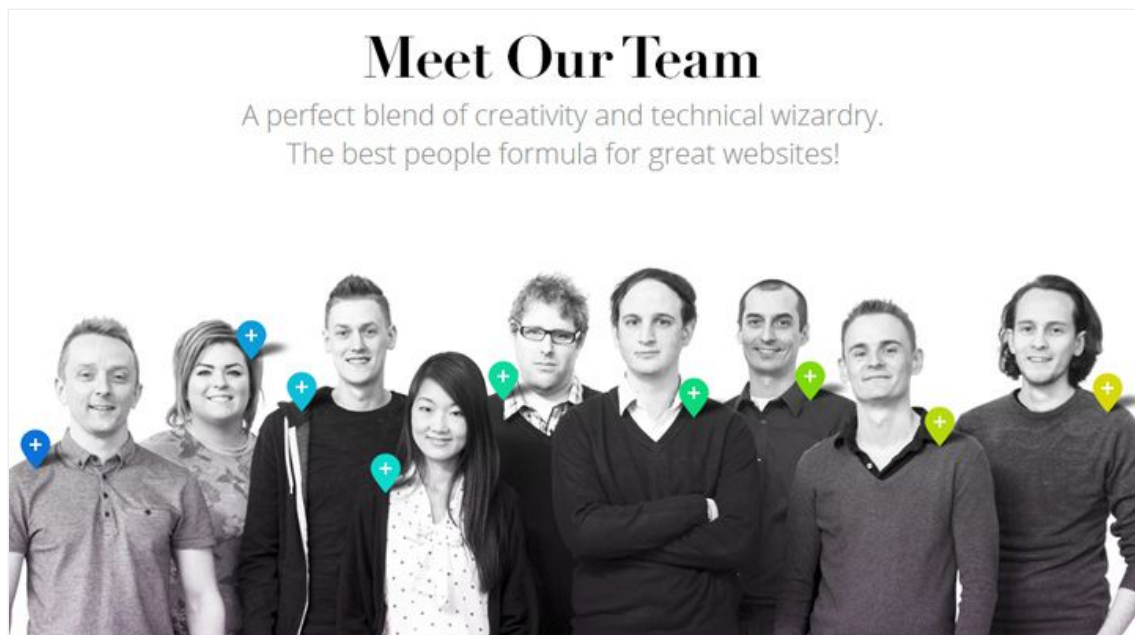 Meet Our Team
A perfect blend of creativity and technical wizardry.
The best people formula for great websites!